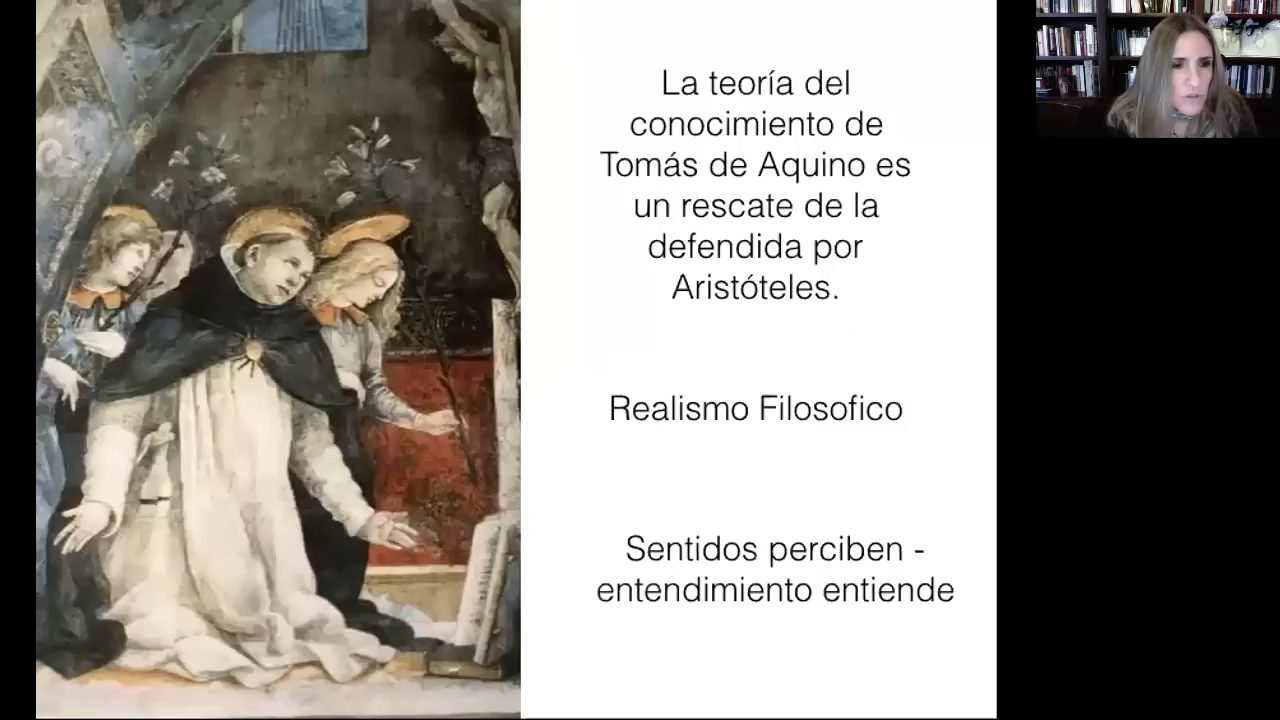 La teoría del
conocimiento de
Tomás de Aquino es
un rescate de la
defendida por
Aristóteles.
Realismo Filosofico
Sentidos perciben -
entendimiento entiende